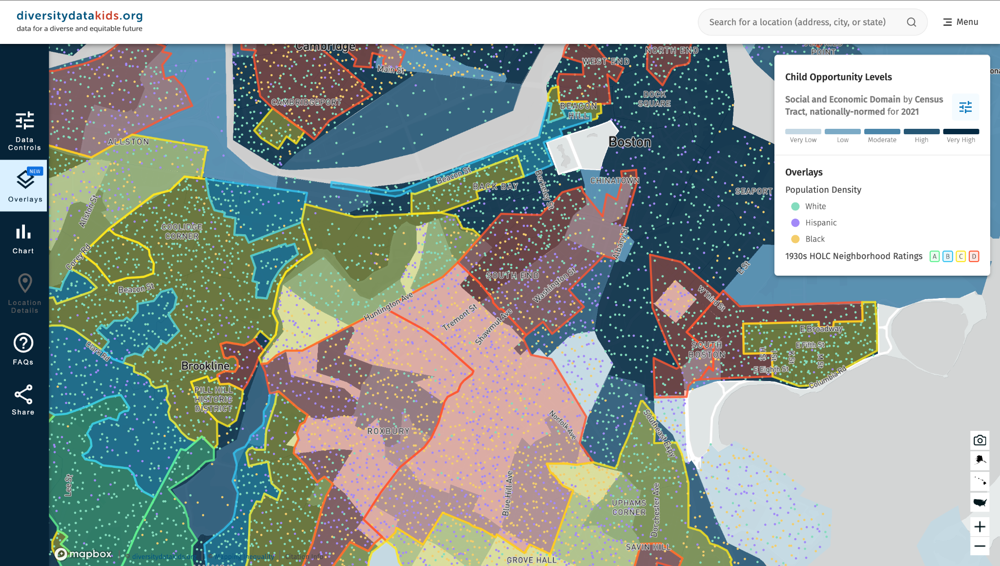 diversitydatakids.org
data for a diverse and equitable future
Search for a location (address, city, or state)
Menu
Data
Controls
NEW
Overlays
Chart
Location
Details
FAQs
Share
Child Opportunity Levels
Social and Economic Domain by Census
Tract, nationally-normed for 2021
Very Low
Low
Moderate
High
Very High
Overlays
Population Density
White
Hispanic
Black
1930s HOLC Neighborhood Ratings
A
B
C
D
Cambridge
Main St
CAMBRIDGEPORT
WEST END
NORTH END
JEFFRIES
POINT
DOCK
SQUARE
BEACON
HILL
Boston
ALLSTON
Beacon St
BACK BAY
Berkeley St
CHINATOWN
SEAPORT
Allston St
COOLIDGE
CORNER
Corey Rd
Beacon St
Albany St
SOUTH END
Washington St
E St
W Third St
Huntington Ave
Tremont St
Shawmut Ave
E Broadway
E Fifth St
SOUTH
BOSTON
H St
I St
K St
M St
E Eighth St
Columbia Rd
Clark Rd
Brookline
PILL HILL
HISTORIC
DISTRICT
ROXBURY
Norfolk Ave
Southeast Expy
Lee St
Blue Hill Ave
UPHAMS
CORNER
Dorchester Ave
SAVIN HILL
GROVE HALL
mapbox
© diversitydatakids.org
© Mapping Inequality
Citation Info